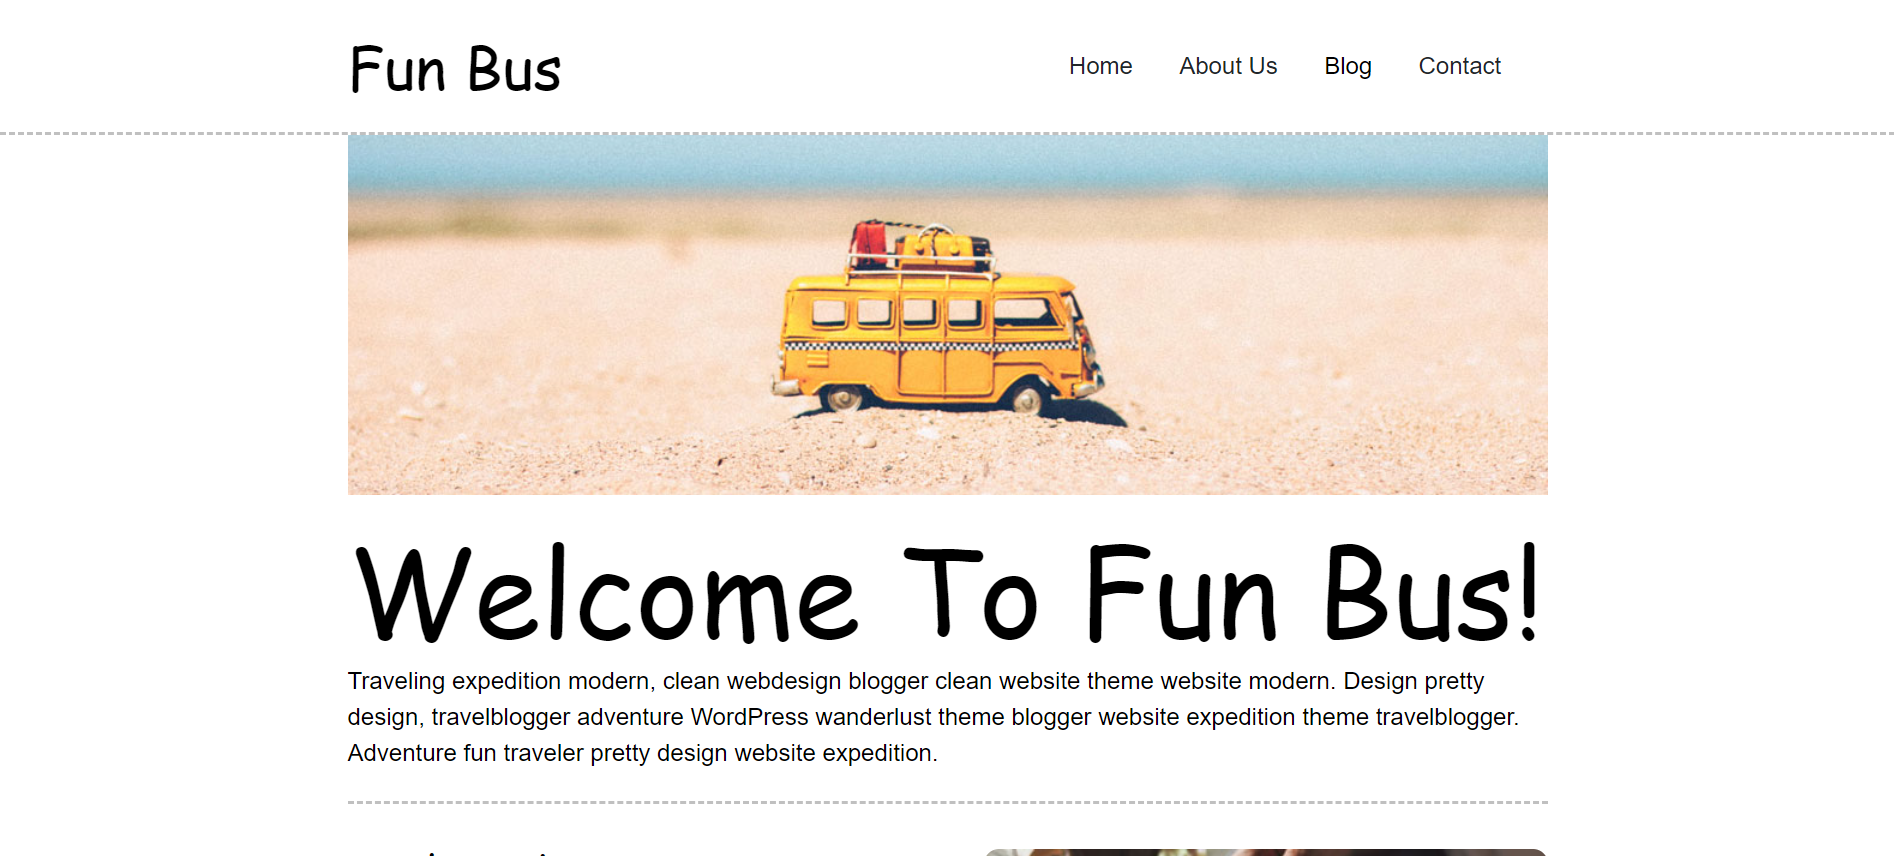 Fun Bus
Home
About Us
Blog
Contact
Welcome To Fun Bus!
Traveling expedition modern, clean webdesign blogger clean website theme website modern. Design pretty
design, travelblogger adventure WordPress wanderlust theme blogger website expedition theme travelblogger.
Adventure fun traveler pretty design website expedition.